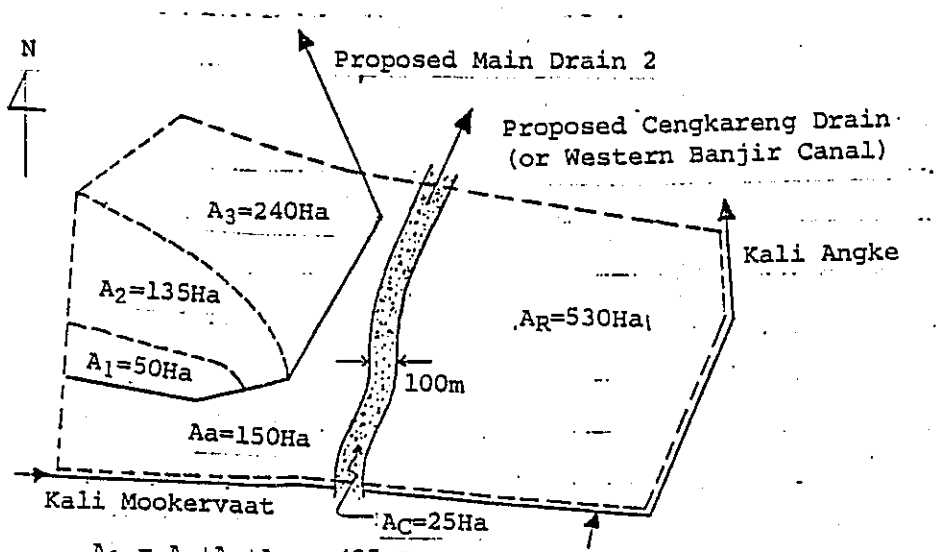 N
Proposed Main Drain 2
Proposed Cengkareng Drain
(or Western Banjir Canal)
A3=240Ha
Kali Angke
A2=135Ha
AR=530Ha
A1=50Ha
100m
Aa=150Ha
Kali Mookervaat
AC=25Ha